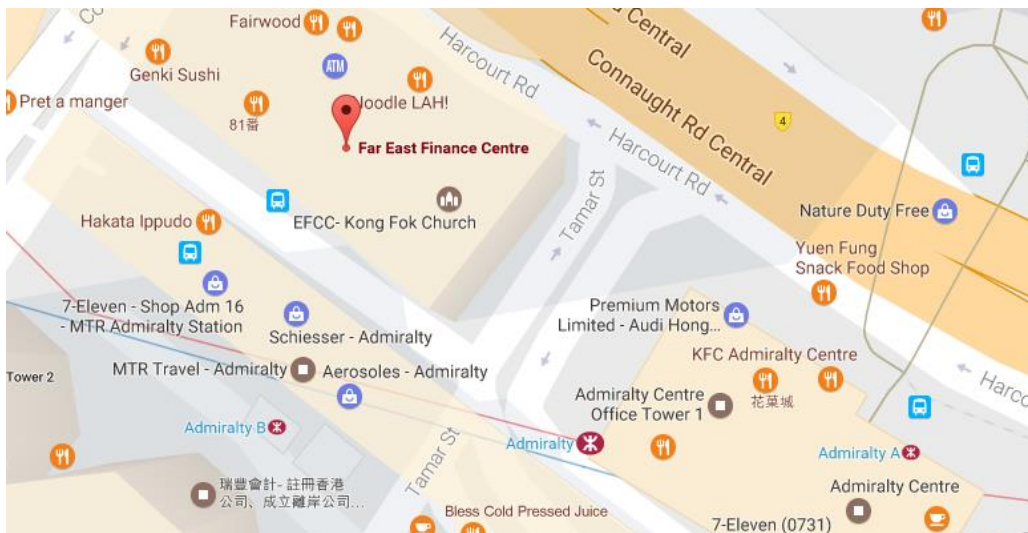 Co
Fairwood
d Central
Genki Sushi
ATM
Harcourt Rd
Connaught Rd Central
Pret a manger
Noodle LAH!
81番
4
Far East Finance Centre
Harcourt Rd
Tamar St
EFCC- Kong Fok Church
Nature Duty Free
Hakata Ippudo
Yuen Fung
Snack Food Shop
7-Eleven - Shop Adm 16
- MTR Admiralty Station
Premium Motors
Limited - Audi Hong...
Schiesser - Admiralty
KFC Admiralty Centre
MTR Travel - Admiralty
Aerosoles - Admiralty
Tower 2
Harco
花菓城
Admiralty Centre
Office Tower 1
Admiralty B
Admiralty
Tamar St
Admiralty A
瑞豐會計- 註冊香港
公司、成立離岸公司...
Admiralty Centre
Bless Cold Pressed Juice
7-Eleven (0731)